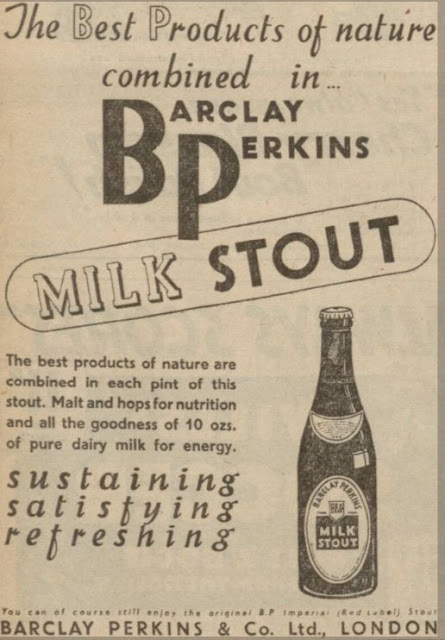 The Best Products of nature
combined in...
BARCLAY
PERKINS
MILK STOUT
The best products of nature are
combined in each pint of this
stout. Malt and hops for nutrition
and all the goodness of 10 ozs.
of pure dairy milk for energy.
sustaining
satisfying
refreshing
BARCLAY PERKINS
BP
MILK
STOUT
You can of course still enjoy the original B.P Imperial (Red Label) Stout
BARCLAY PERKINS & Co. Ltd., LONDON